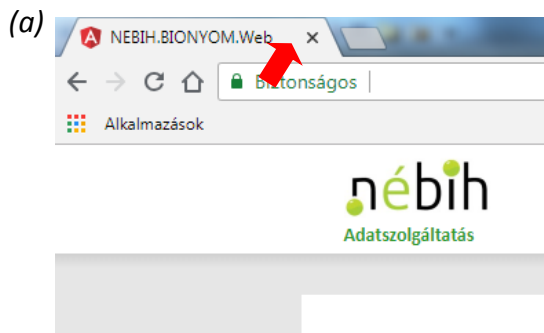 (a)
NEBIH.BIONYOM.Web
Biztonságos
Alkalmazások
nébih
Adatszolgáltatás